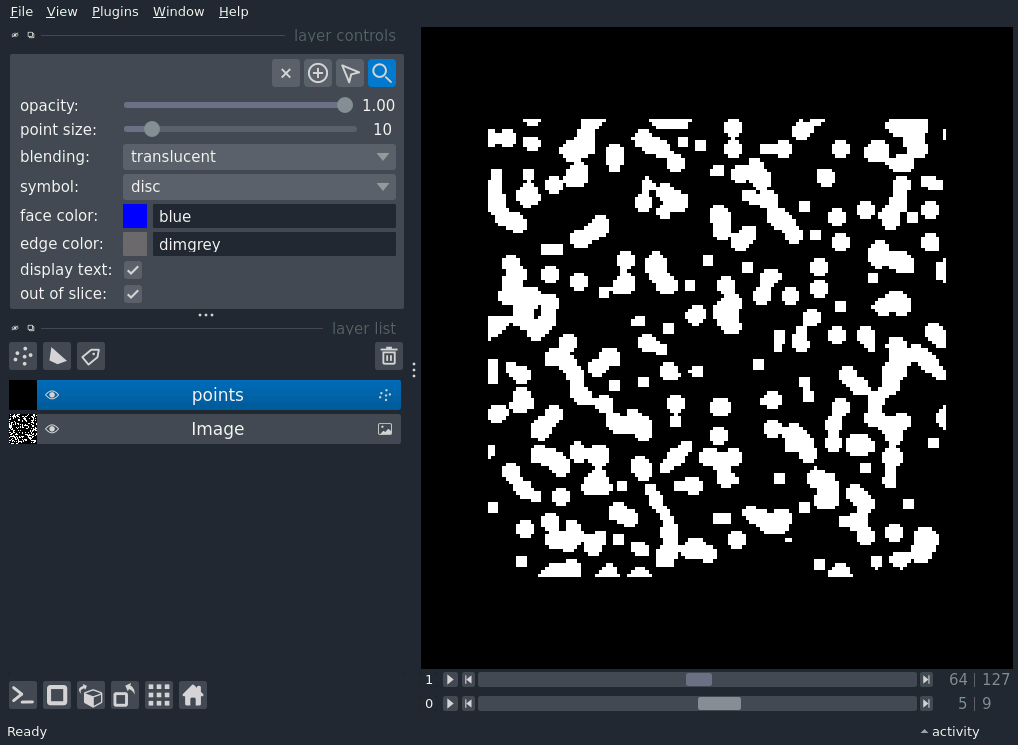 File View Plugins Window Help
layer controls
opacity: 1.00
point size: 10
blending: translucent
symbol: disc
face color: blue
edge color: dimgrey
display text:
out of slice:
layer list
points
Image
1 64 | 127
0 5 | 9
Ready activity